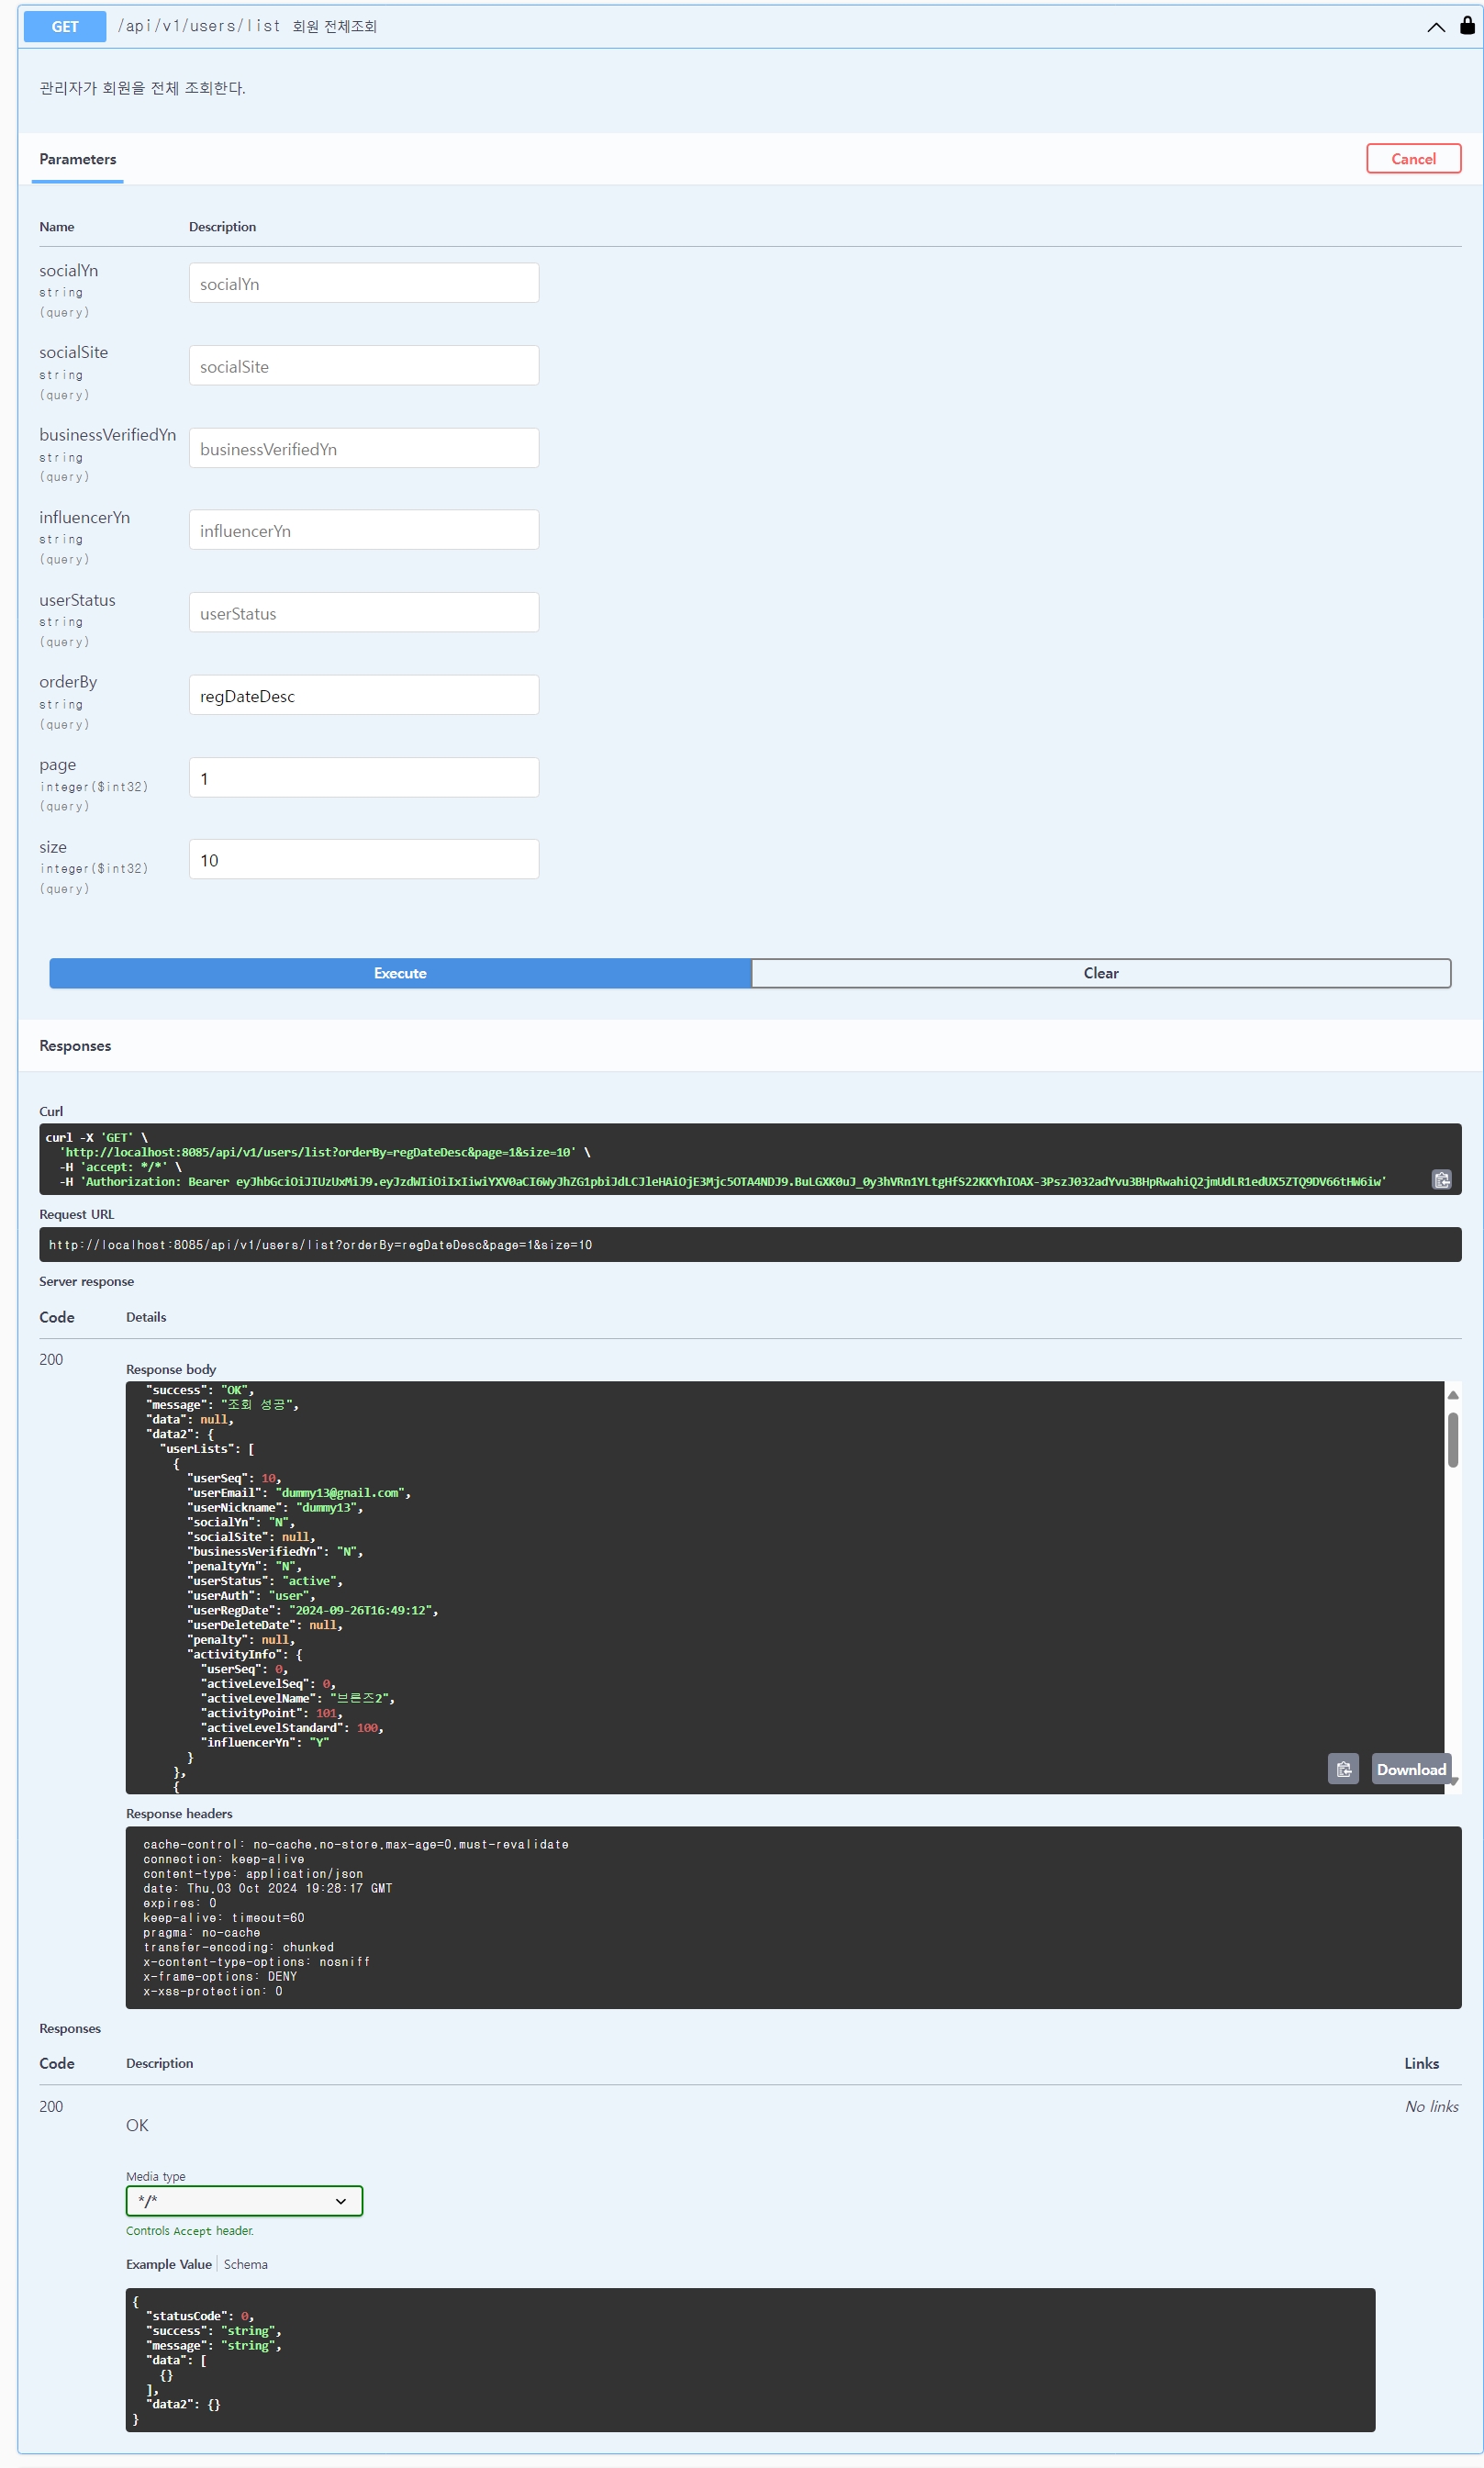 GET /api/v1/users/list 회원 전체조회
관리자가 회원을 전체 조회한다.
Parameters Cancel
Name Description
socialYn
string
(query)
socialYn
socialSite
string
(query)
socialSite
businessVerifiedYn
string
(query)
businessVerifiedYn
influencerYn
string
(query)
influencerYn
userStatus
string
(query)
userStatus
orderBy
string
(query)
regDateDesc
page
integer($int32)
(query)
1
size
integer($int32)
(query)
10
Execute Clear
Responses
Curl
curl -X 'GET' \
'http://localhost:8085/api/v1/users/list?orderBy=regDateDesc&page=1&size=10' \
-H 'accept: */*' \
-H 'Authorization: Bearer
Request URL
http://localhost:8085/api/v1/users/list?orderBy=regDateDesc&page=1&size=10
Server response
Code Details
200
Response body
"success": "OK",
"message": "조회 성공",
"data": null,
"data2": {
"userLists": [
{
"userSeq": 10,
"userEmail": "dummy13@gnail.com",
"userNickname": "dummy13",
"socialYn": "N",
"socialSite": null,
"businessVerifiedYn": "N",
"penaltyYn": "N",
"userStatus": "active",
"userAuth": "user",
"userRegDate": "2024-09-26T16:49:12",
"userDeleteDate": null,
"penalty": null,
"activityInfo": {
"userSeq": 0,
"activeLevelSeq": 0,
"activeLevelName": "브론즈2",
"activityPoint": 101,
"activeLevelStandard": 100,
"influencerYn": "Y"
}
},
{
Download
Response headers
cache-control: no-cache,no-store,max-age=0,must-revalidate
connection: keep-alive
content-type: application/json
date: Thu,03 Oct 2024 19:28:17 GMT
expires: 0
keep-alive: timeout=60
pragma: no-cache
transfer-encoding: chunked
x-content-type-options: nosniff
x-frame-options: DENY
x-xss-protection: 0
Responses
Code Description Links
200
OK
No links
Media type
*/*
Controls Accept header.
Example Value Schema
{
"statusCode": 0,
"success": "string",
"message": "string",
"data": [
{}
],
"data2": {}
}